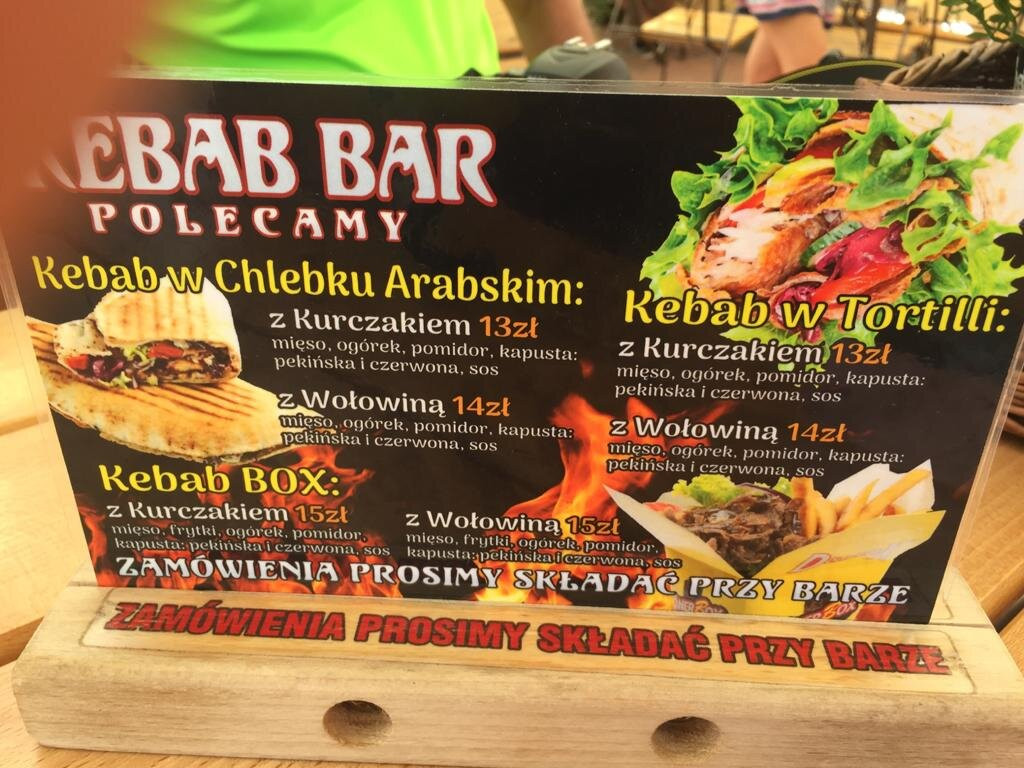 KEBAB BAR
POLECAMY
Kebab w Chlebku Arabskim:
z Kurczakiem 13zł
mięso, ogórek, pomidor, kapusta:
pekińska i czerwona, sos
z Wołowiną 14zł
mięso, ogórek, pomidor, kapusta:
pekińska i czerwona, sos
Kebab w Tortilli:
z Kurczakiem 13zł
mięso, ogórek, pomidor, kapusta:
pekińska i czerwona, sos
z Wołowiną 14zł
mięso, ogórek, pomidor, kapusta:
pekińska i czerwona, sos
Kebab BOX:
z Kurczakiem 15zł
mięso, frytki, ogórek, pomidor,
kapusta: pekińska i czerwona, sos
z Wołowiną 15zł
mięso, frytki, ogórek, pomidor,
kapusta: pekińska i czerwona, sos
ZAMÓWIENIA PROSIMY SKŁADAĆ PRZY BARZE
ZAMÓWIENIA PROSIMY SKŁADAĆ PRZY BARZE